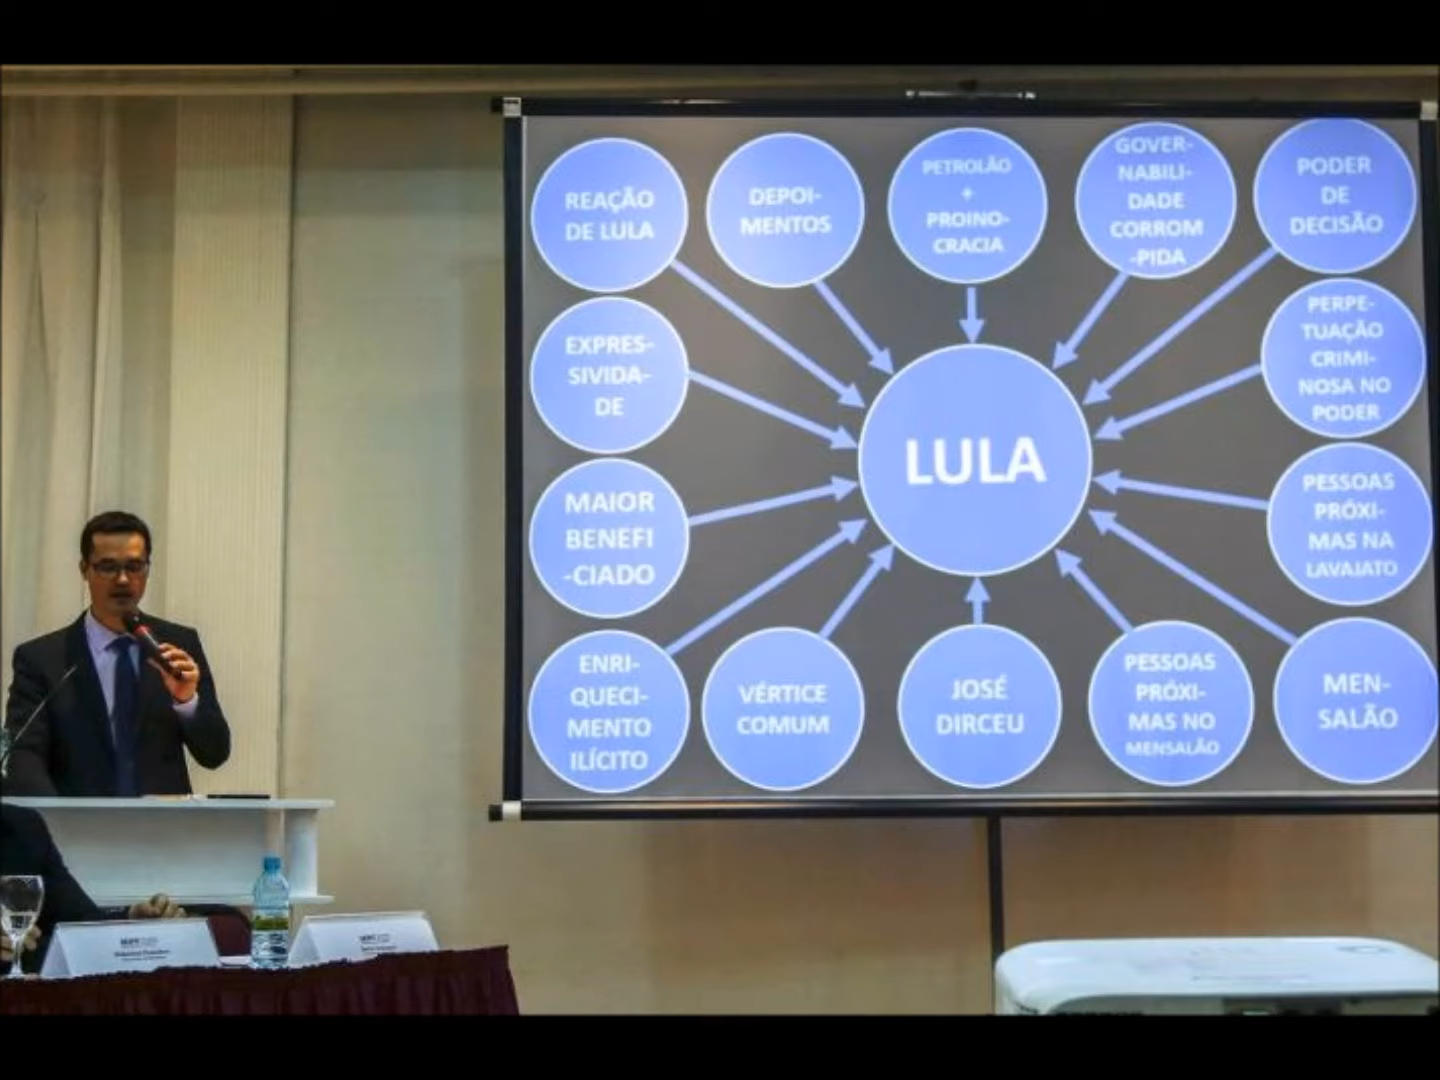 REAÇÃO
DE LULA
DEPOI-
MENTOS
PETROLÃO
+
PROINO-
CRACIA
GOVER-
NABILI-
DADE
CORROM
-PIDA
PODER
DE
DECISÃO
EXPRES-
SIVIDA-
DE
PERPE-
TUAÇÃO
CRIMI-
NOSA NO
PODER
LULA
MAIOR
BENEFI
-CIADO
PESSOAS
PRÓXI-
MAS NA
LAVAJATO
ENRI-
QUECI-
MENTO
ILÍCITO
VÉRTICE
COMUM
JOSÉ
DIRCEU
PESSOAS
PRÓXI-
MAS NO
MENSALÃO
MEN-
SALÃO